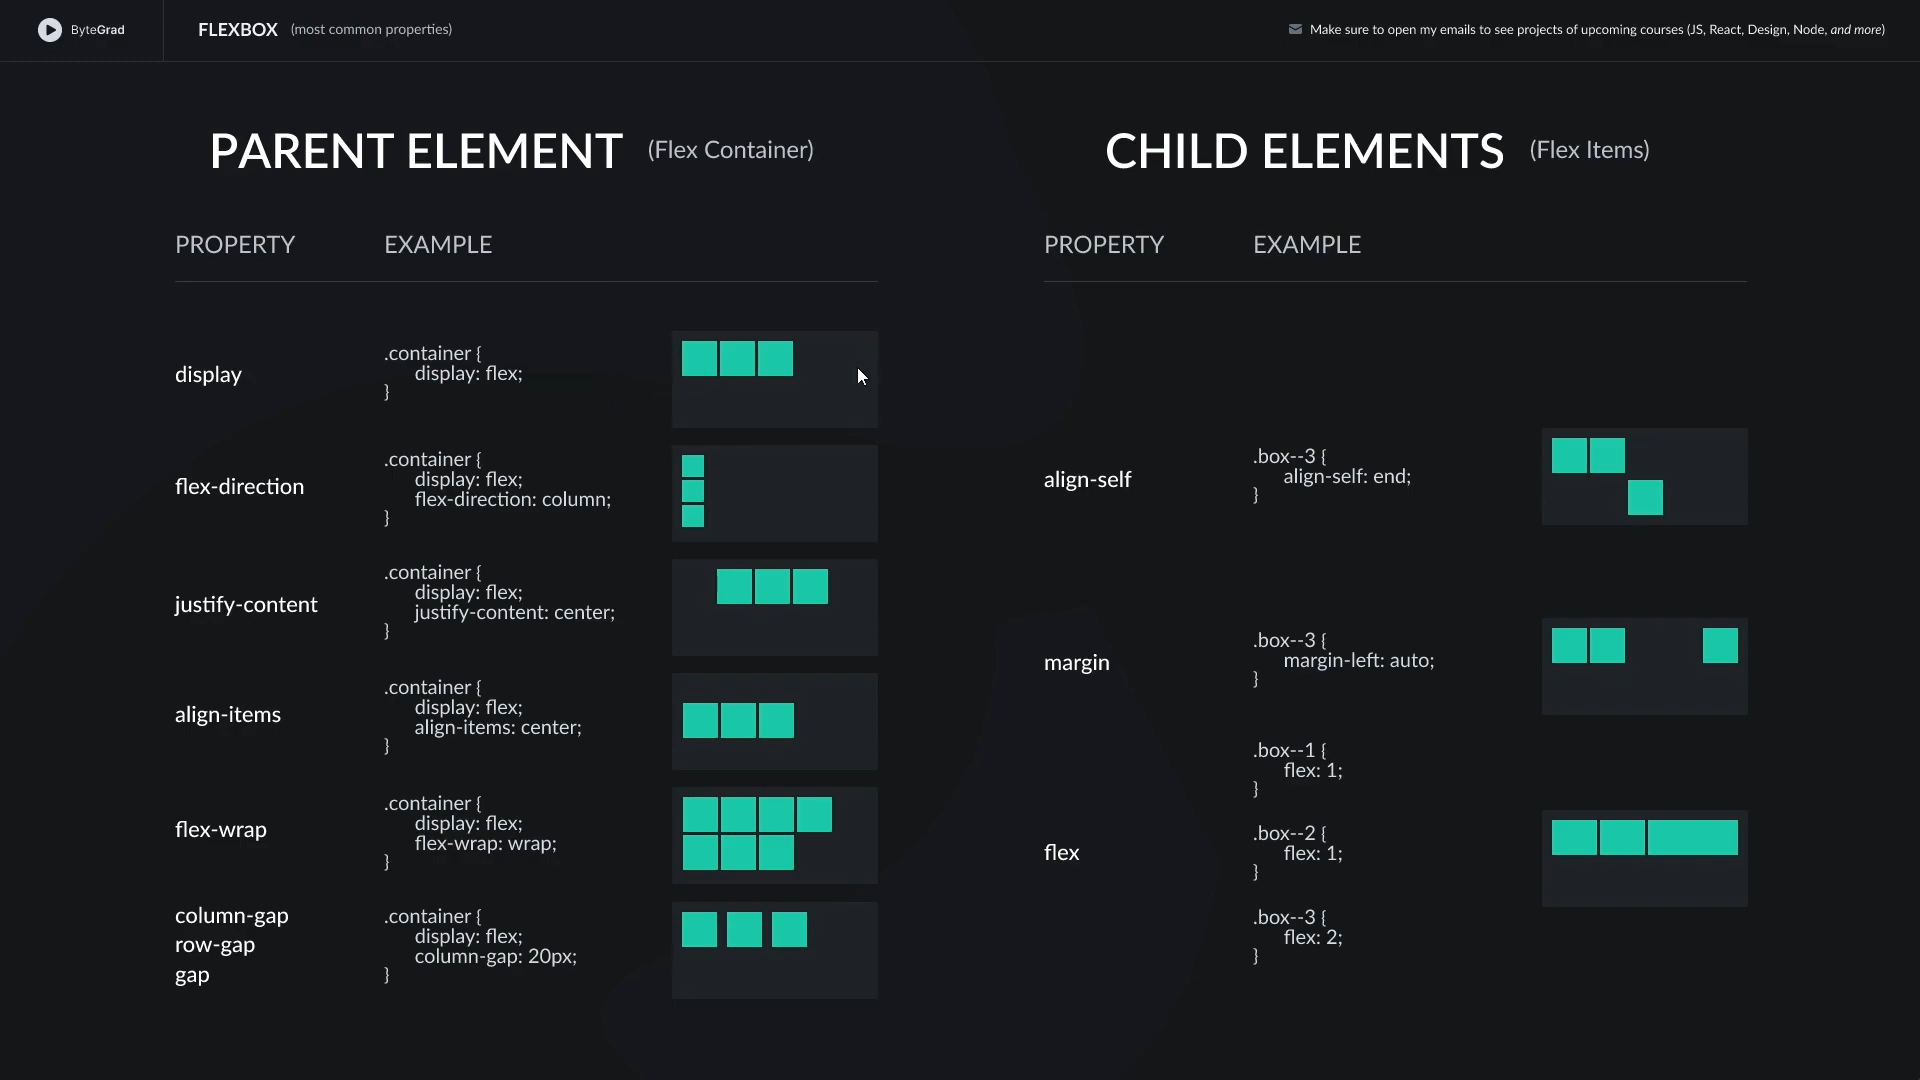 ByteGrad
FLEXBOX (most common properties)
Make sure to open my emails to see projects of upcoming courses (JS, React, Design, Node, and more)
PARENT ELEMENT (Flex Container)
PROPERTY EXAMPLE
display
.container {
display: flex;
}
flex-direction
.container {
display: flex;
flex-direction: column;
}
justify-content
.container {
display: flex;
justify-content: center;
}
align-items
.container {
display: flex;
align-items: center;
}
flex-wrap
.container {
display: flex;
flex-wrap: wrap;
}
column-gap
row-gap
gap
.container {
display: flex;
column-gap: 20px;
}
CHILD ELEMENTS (Flex Items)
PROPERTY EXAMPLE
align-self
.box--3 {
align-self: end;
}
margin
.box--3 {
margin-left: auto;
}
flex
.box--1 {
flex: 1;
}
.box--2 {
flex: 1;
}
.box--3 {
flex: 2;
}